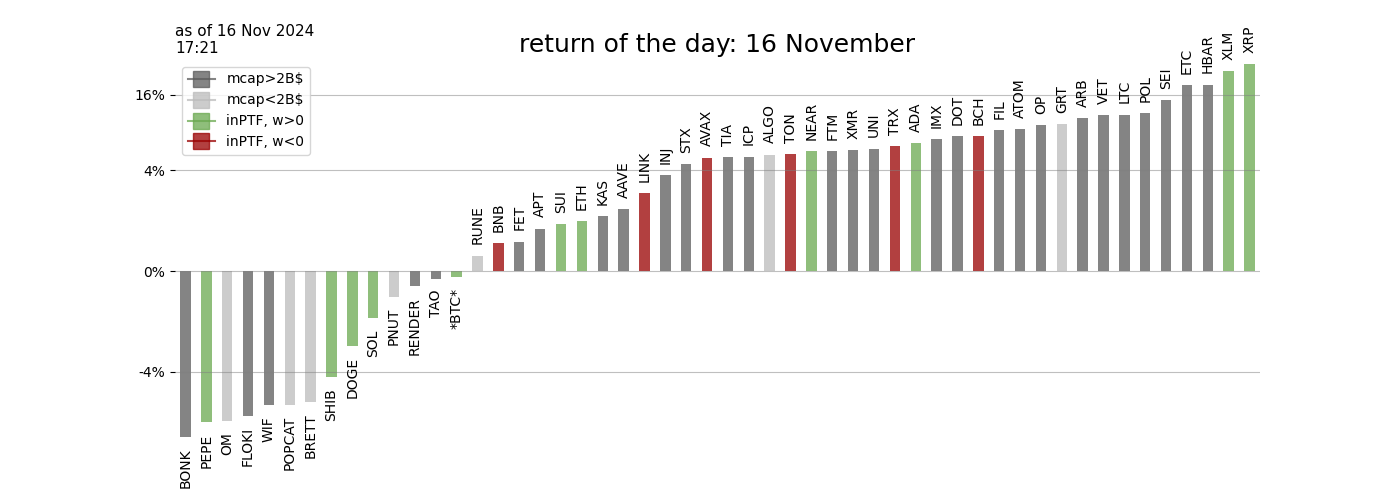 as of 16 Nov 2024
17:21
return of the day: 16 November
mcap>2B$
mcap<2B$
inPTF, w>0
inPTF, w<0
16%
4%
0%
-4%
BONK
PEPE
OM
FLOKI
WIF
POPCAT
BRETT
SHIB
DOGE
SOL
PNUT
RENDER
TAO
*BTC*
RUNE
BNB
FET
APT
SUI
ETH
KAS
AAVE
LINK
INJ
STX
AVAX
TIA
ICP
ALGO
TON
NEAR
FTM
XMR
UNI
TRX
ADA
IMX
DOT
BCH
FIL
ATOM
OP
GRT
ARB
VET
LTC
POL
SEI
ETC
HBAR
XLM
XRP